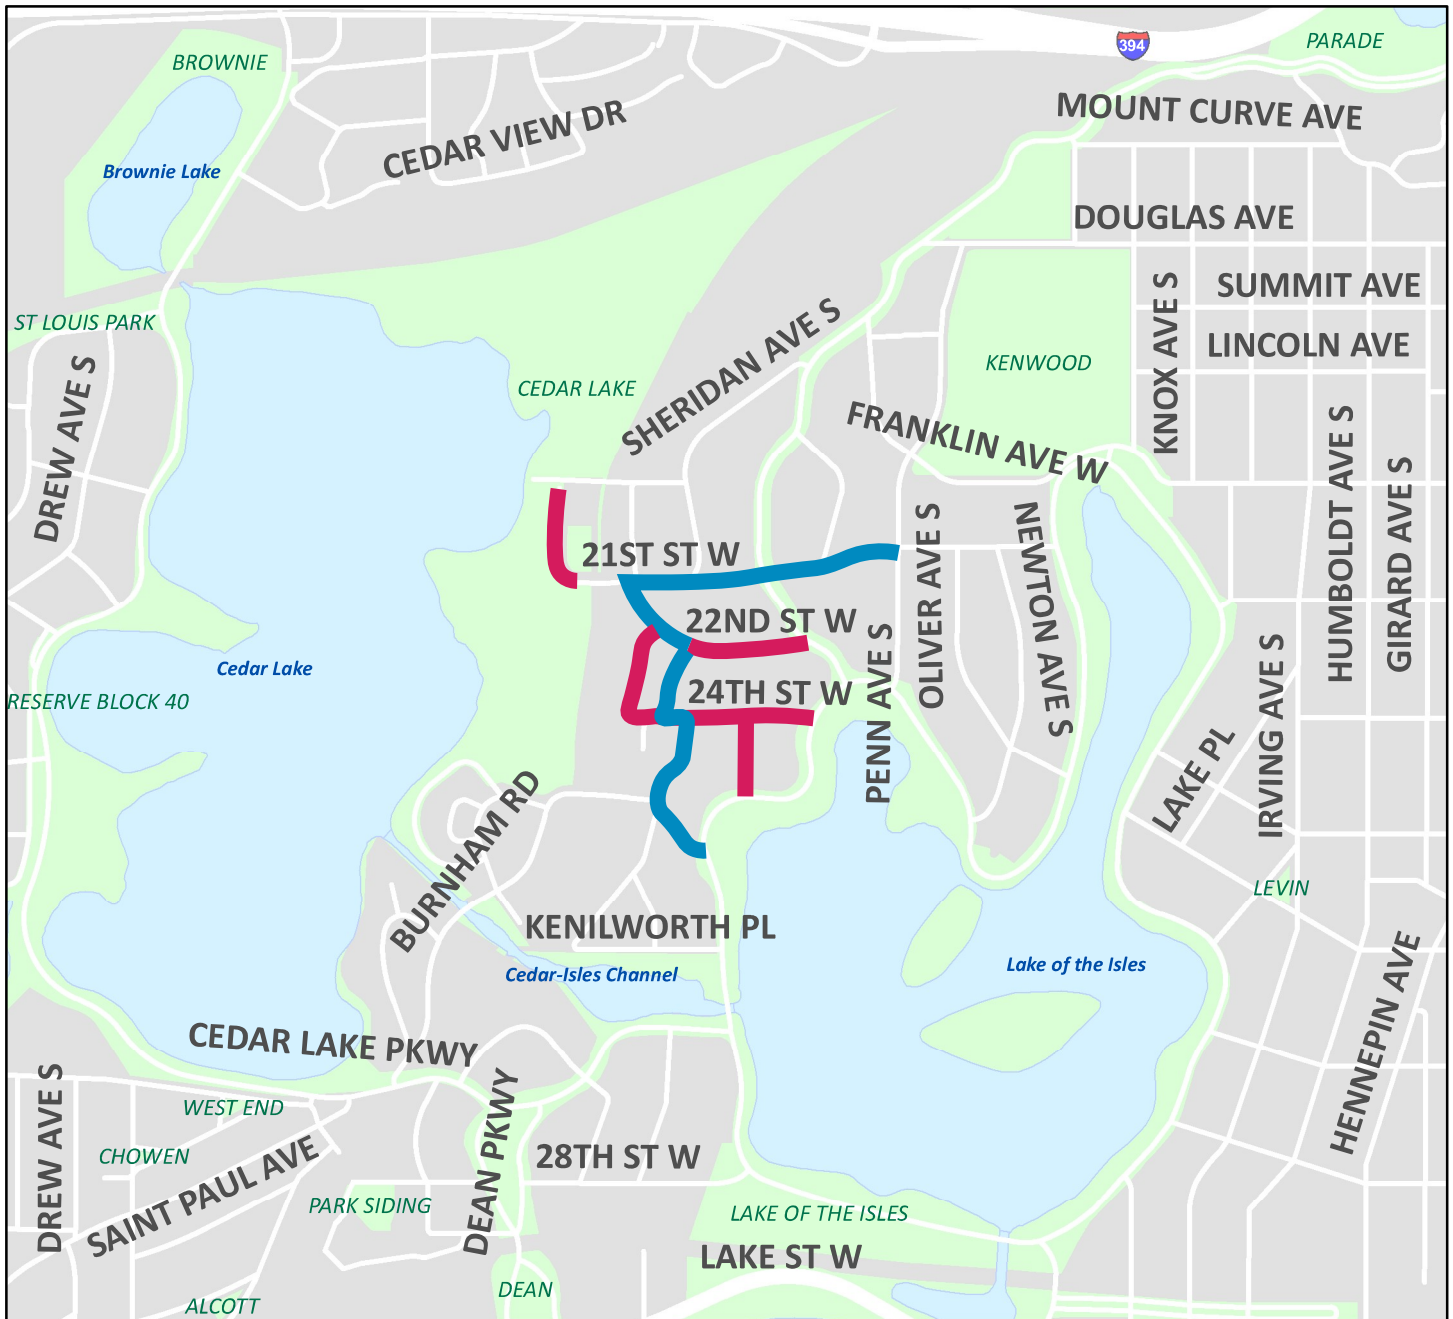 394
PARADE
BROWNIE
MOUNT CURVE AVE
CEDAR VIEW DR
Brownie Lake
DOUGLAS AVE
SUMMIT AVE
ST LOUIS PARK
SHERIDAN AVE S
KNOX AVE S
LINCOLN AVE
KENWOOD
DREW AVE S
CEDAR LAKE
FRANKLIN AVE W
HUMBOLDT AVE S
GIRARD AVE S
21ST ST W
OLIVER AVE S
NEWTON AVE S
22ND ST W
Cedar Lake
PENN AVE S
IRVING AVE S
RESERVE BLOCK 40
24TH ST W
LAKE PL
BURNHAM RD
LEVIN
KENILWORTH PL
Cedar-Isles Channel
Lake of the Isles
HENNEPIN AVE
CEDAR LAKE PKWY
DREW AVE S
WEST END
DEAN PKWY
CHOWEN
28TH ST W
SAINT PAUL AVE
PARK SIDING
LAKE OF THE ISLES
LAKE ST W
DEAN
ALCOTT